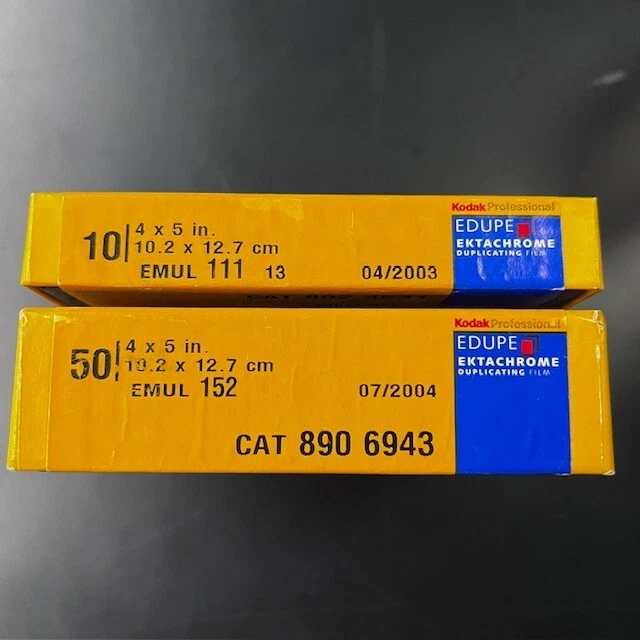 Kodak Professional
EDUPE
EKTACHROME
DUPLICATING FILM
10 4 x 5 in.
10.2 x 12.7 cm
EMUL 111 13 04/2003
CAT
Kodak Professional
EDUPE
EKTACHROME
DUPLICATING FILM
50 4 x 5 in.
10.2 x 12.7 cm
EMUL 152 07/2004
CAT 890 6943